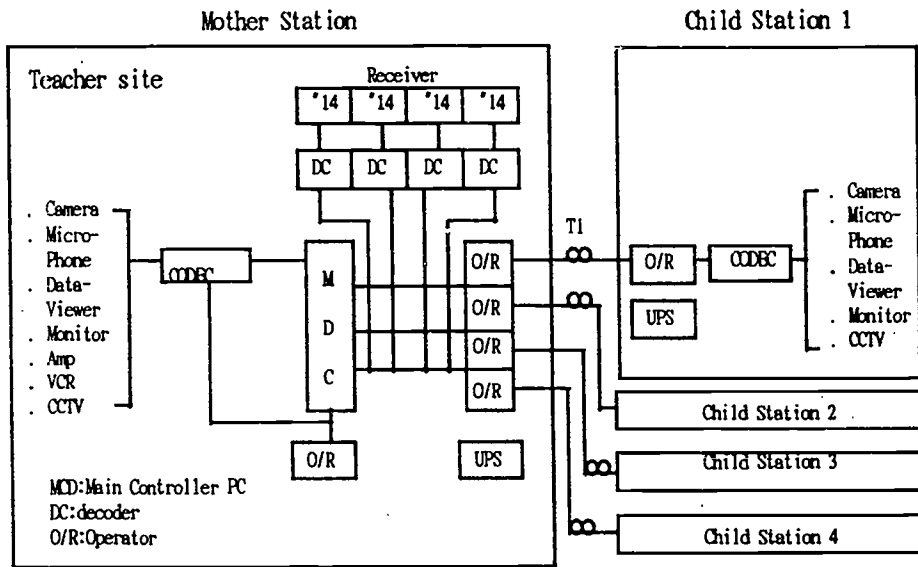 Mother Station
Child Station 1
Teacher site
Receiver
"14 "14 "14 "14
DC DC DC DC
. Camera
. Micro-
Phone
. Data-
Viewer
. Monitor
. Amp
. VCR
. CCTV
CODEC
M
D
C
O/R
O/R
O/R
O/R
O/R
UPS
MCD:Main Controller PC
DC:decoder
O/R:Operator
T1
O/R
CODEC
UPS
. Camera
. Micro-
Phone
. Data-
Viewer
. Monitor
. CCTV
Child Station 2
Child Station 3
Child Station 4